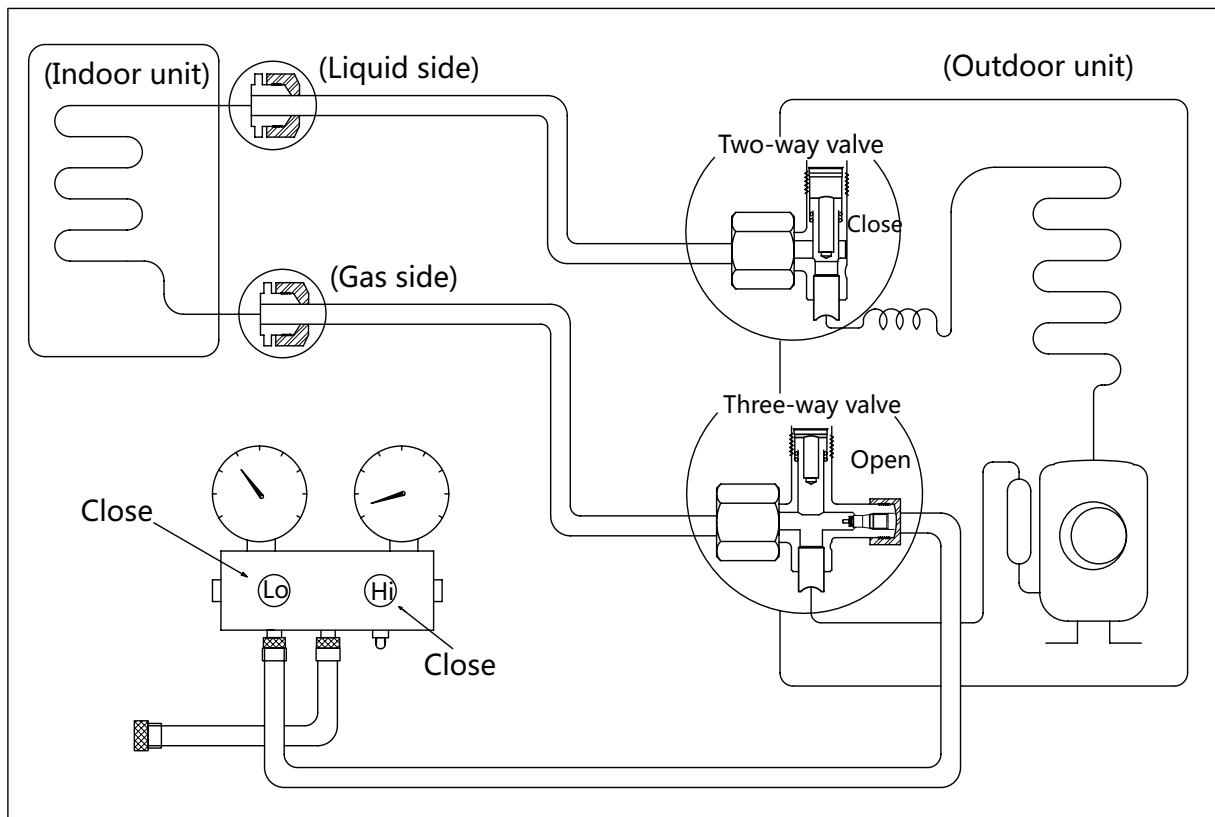 (Indoor unit)
(Liquid side)
(Outdoor unit)
Two-way valve
Close
(Gas side)
Three-way valve
Open
Close
Lo
Hi
Close